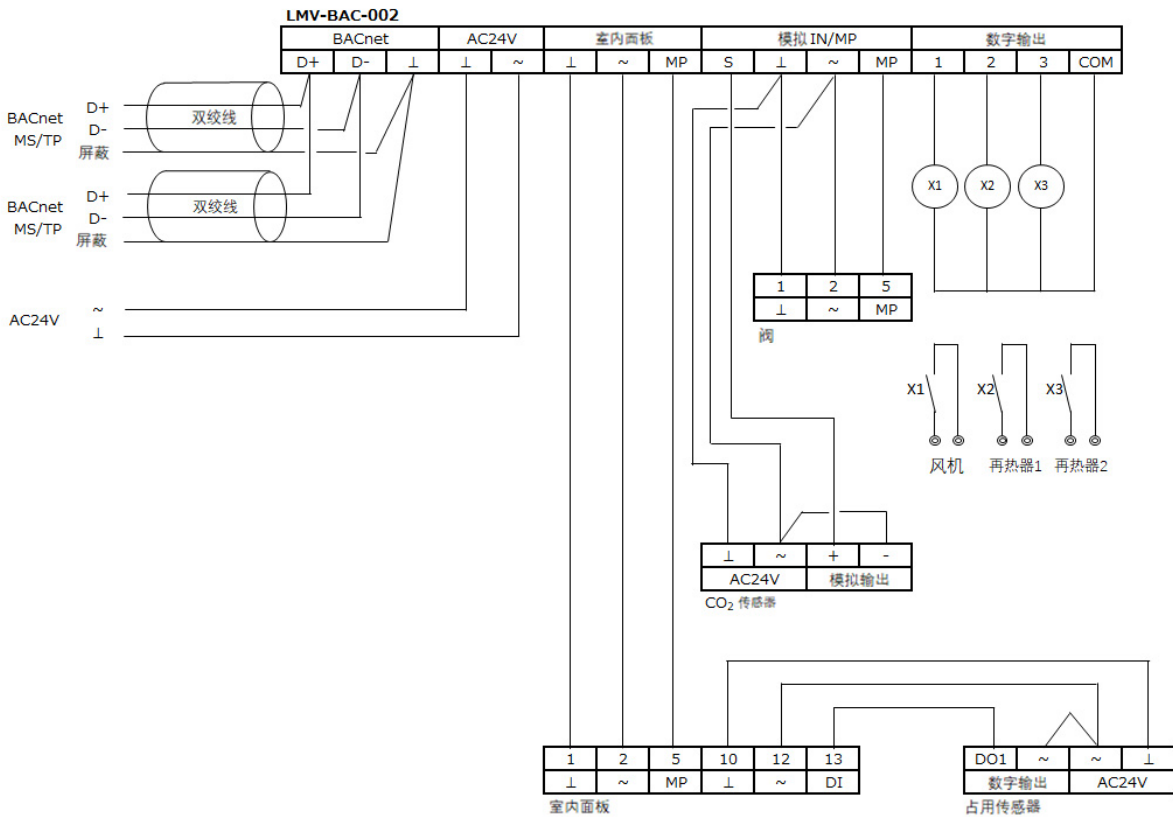 LMV-BAC-002
BACnet AC24V 室内面板 模拟IN/MP 数字输出
D+ D- ⊥ ⊥ ~ ⊥ ~ MP S ⊥ ~ MP 1 2 3 COM
BACnet MS/TP D+ D- 屏蔽 双绞线
BACnet MS/TP D+ D- 屏蔽 双绞线
X1 X2 X3
AC24V ~ ⊥
1 2 5
⊥ ~ MP
阀
X1 X2 X3
风机 再热器1 再热器2
⊥ ~ + -
AC24V 模拟输出
CO₂ 传感器
1 2 5 10 12 13
⊥ ~ MP ⊥ ~ DI
室内面板
DO1 ~ ~ ⊥
数字输出 AC24V
占用传感器